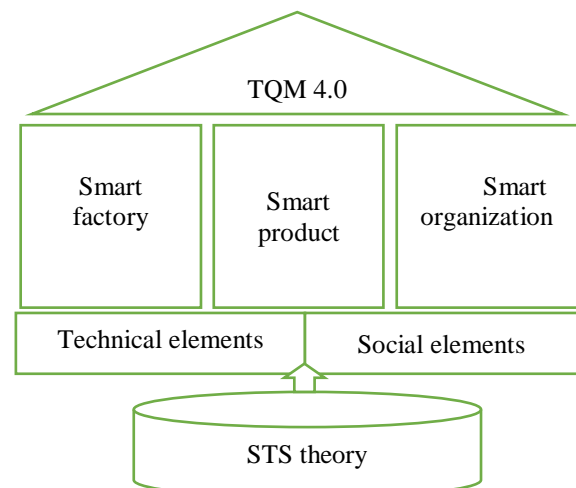 TQM 4.0
Smart
factory
Smart
product
Smart
organization
Technical elements
Social elements
STS theory